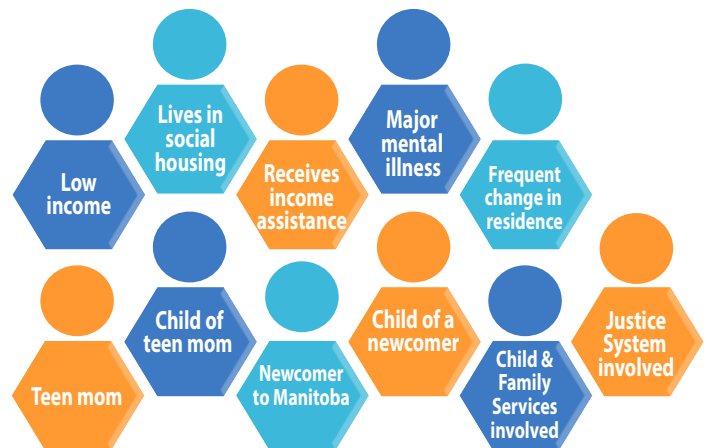 Low
income
Lives in
social
housing
Receives
income
assistance
Major
mental
illness
Frequent
change in
residence
Teen mom
Child of
teen mom
Newcomer
to Manitoba
Child of a
newcomer
Child &
Family
Services
involved
Justice
System
involved